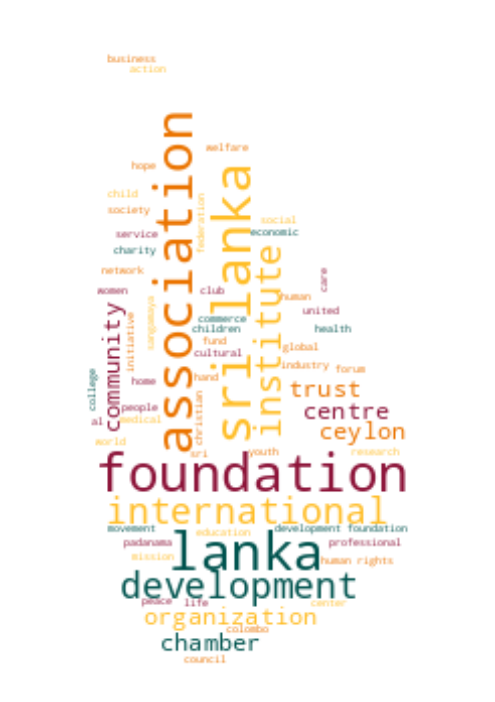 business
action
association
welfare
hope
sri lanka
child
federation
society
social
service
economic
charity
institute
network
care
women
club
human
sangamaya
community
united
initiative
commerce
children
health
fund
global
cultural
industry
forum
college
home
hand
trust
people
christian
centre
al
medical
ceylon
world
sri
youth
research
foundation
international
movement
education
development foundation
padanama
lanka
professional
mission
human rights
development
peace
life
center
organization
colombo
chamber
council